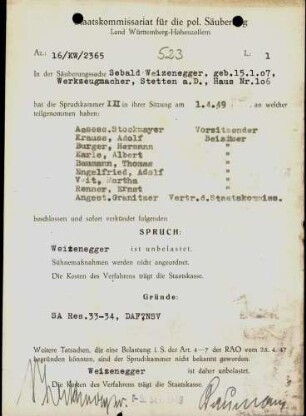 Staatskommissariat für die pol. Säuberung
Land Württemberg-Hohenzollern
Az.: 16/KW/2365
523
L 1
In der Säuberungssache Sebald Weizenegger, geb.15.1.07,
Werkzeugmacher, Stetten a.D., Haus Nr.106
hat die Spruchkammer III in ihrer Sitzung am 1.4.49 , an welcher
teilgenommen haben:
Assess.Stockmayer Vorsitzender
Krause, Adolf Beisitzer
Burger, Hermann "
Karle, Albert "
Baumann, Thomas "
Engelfried, Adolf "
Veit, Martha "
Renner, Ernst "
Angest.Granitzer Vertr.d.Staatskommiss.
beschlossen und sofort verkündet folgenden
SPRUCH:
Weizenegger ist unbelastet.
Sühnemaßnahmen werden nicht angeordnet.
Die Kosten des Verfahrens trägt die Staatskasse.
Gründe:
SA Res.33-34, DAF?NSV
Weitere Tatsachen, die eine Belastung i. S. der Art. 4—7 der RAO vom 25. 4. 47
begründen könnten, sind der Spruchkammer nicht bekannt geworden.
Weizenegger ist daher unbelastet.
Die Kosten des Verfahrens trägt die Staatskasse.